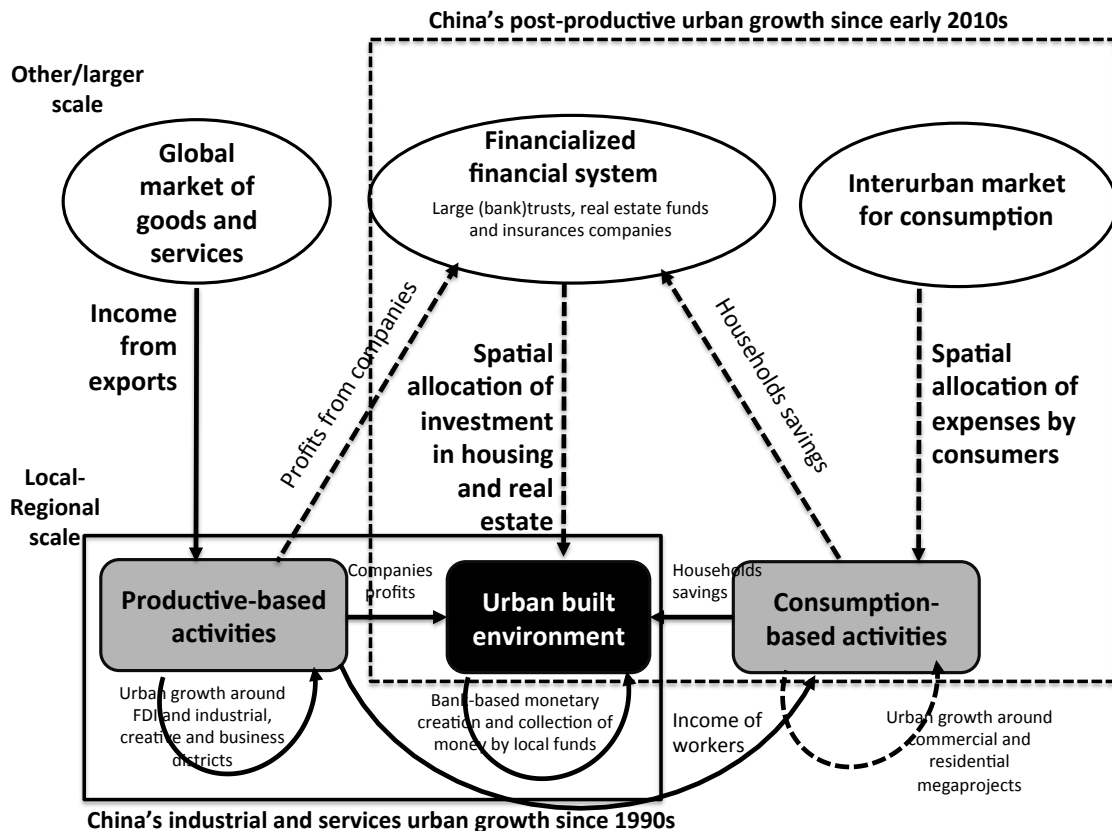 China’s post-productive urban growth since early 2010s
Other/larger
scale
Global
market of
goods and
services
Financialized
financial system
Large (bank)trusts, real estate funds
and insurances companies
Interurban market
for consumption
Income
from
exports
Profits from companies
Spatial
allocation of
investment
in housing
and real
estate
Households savings
Spatial
allocation of
expenses by
consumers
Local-
Regional
scale
Productive-based
activities
Companies
profits
Urban built
environment
Households
savings
Consumption-
based activities
Urban growth around
FDI and industrial,
creative and business
districts
Bank-based monetary
creation and collection of
money by local funds
Income of
workers
Urban growth around
commercial and
residential
megaprojects
China’s industrial and services urban growth since 1990s